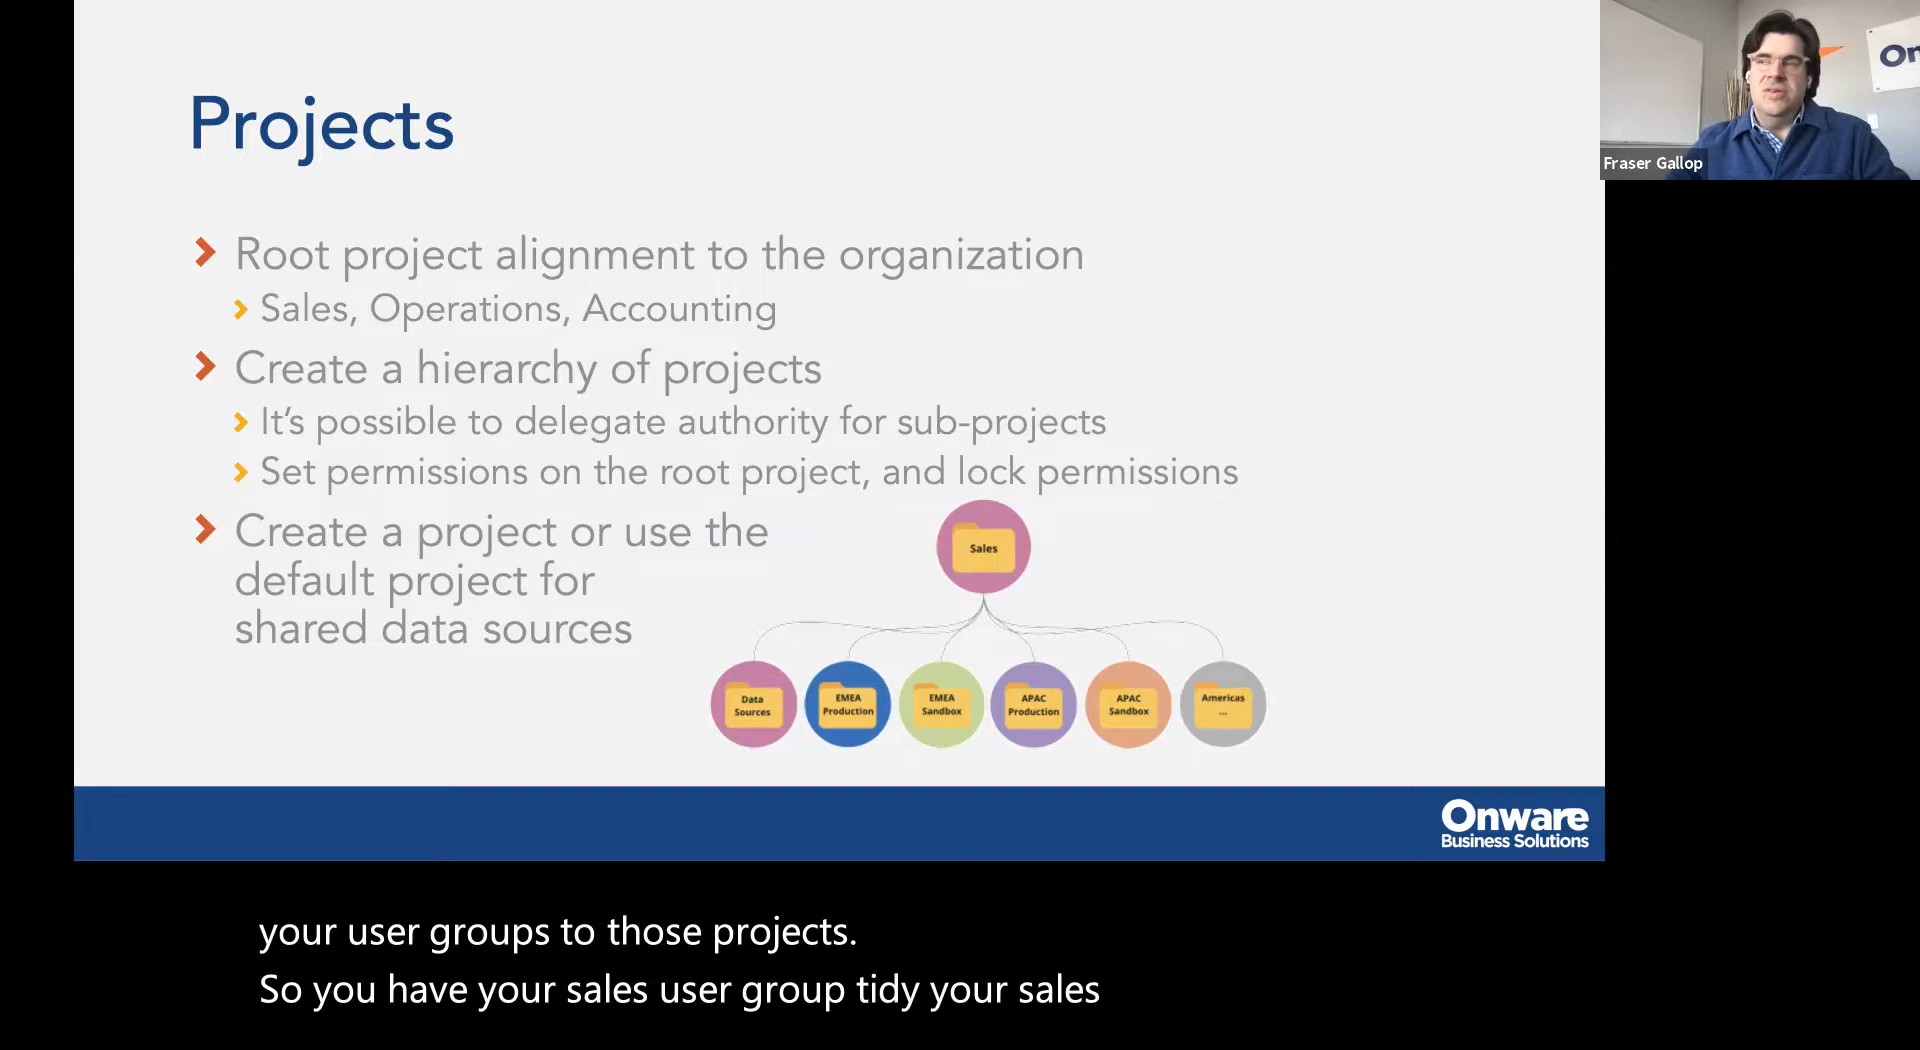 Projects
Root project alignment to the organization
Sales, Operations, Accounting
Create a hierarchy of projects
It's possible to delegate authority for sub-projects
Set permissions on the root project, and lock permissions
Create a project or use the
default project for
shared data sources
Sales
Data
Sources
EMEA
Production
EMEA
Sandbox
APAC
Production
APAC
Sandbox
Americas
...
Onware
Business Solutions
On
Fraser Gallop
your user groups to those projects.
So you have your sales user group tidy your sales